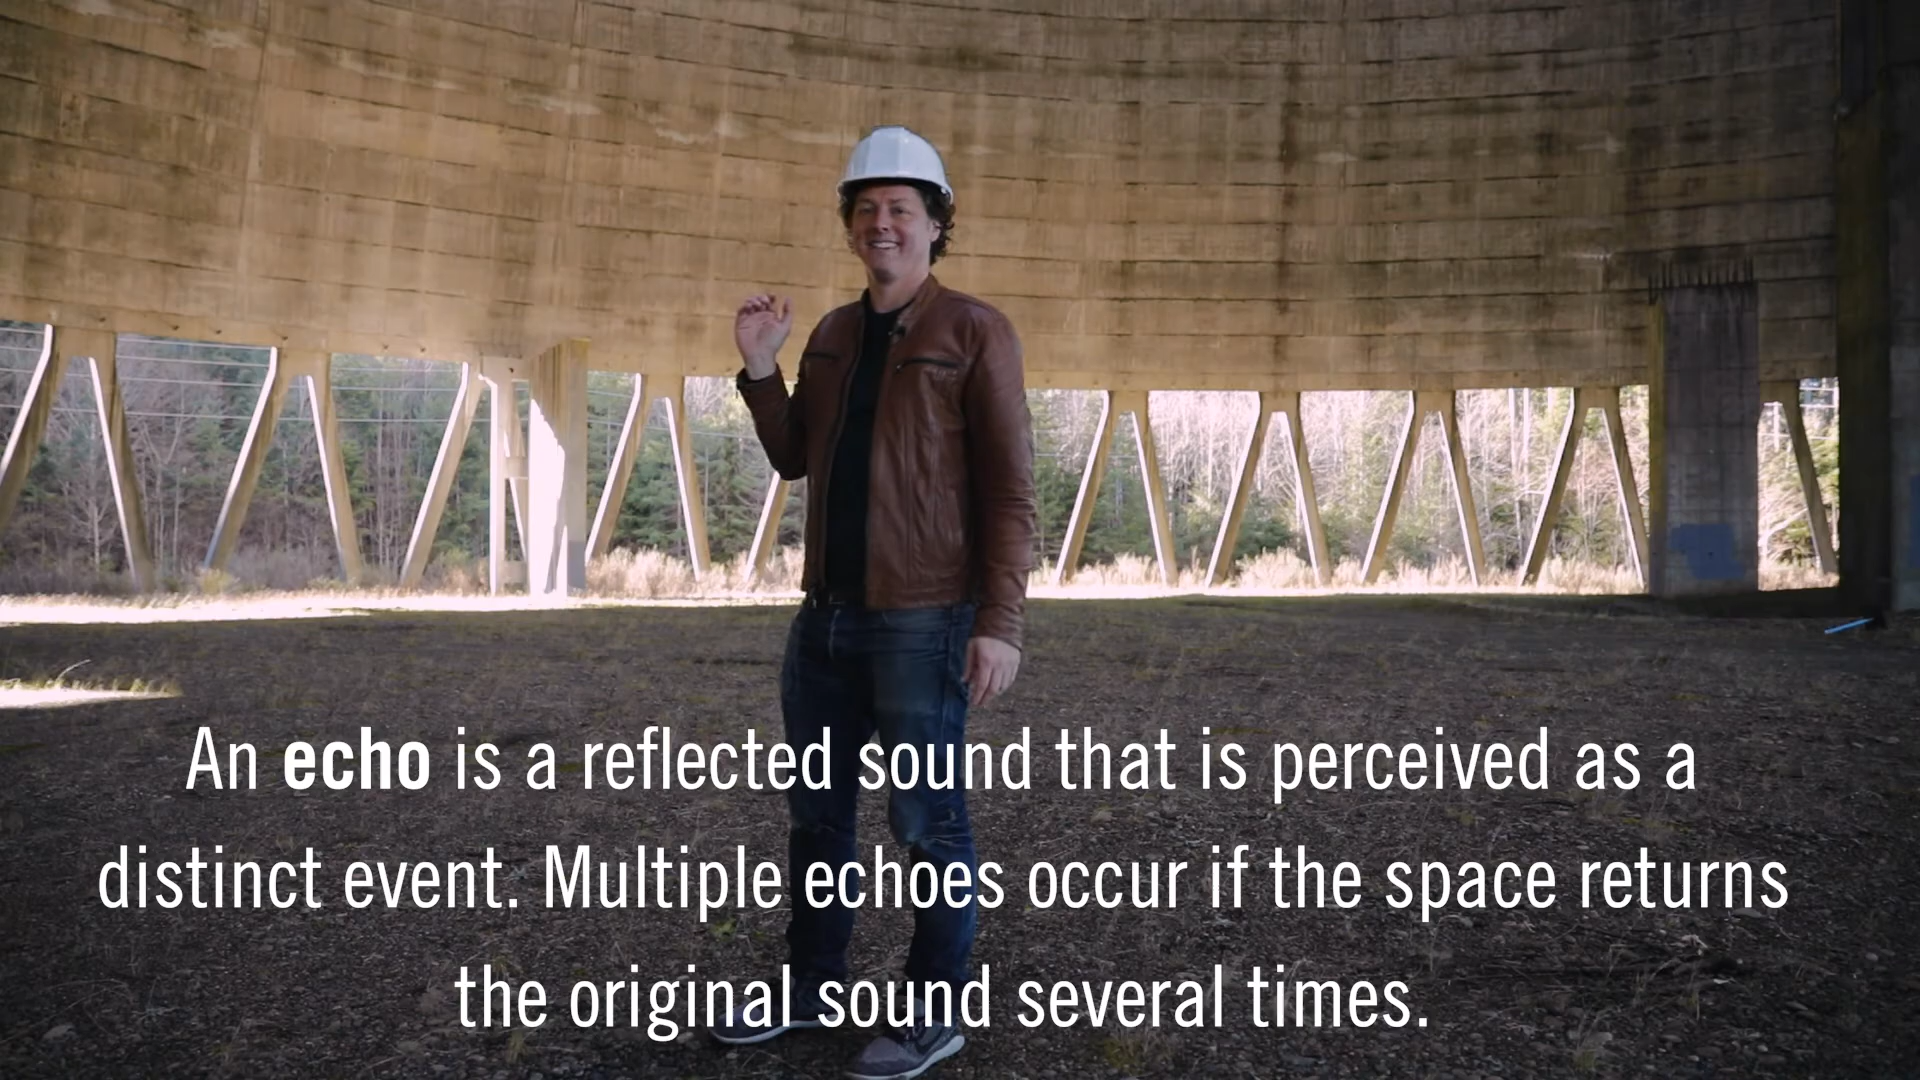 An echo is a reflected sound that is perceived as a
distinct event. Multiple echoes occur if the space returns
the original sound several times.